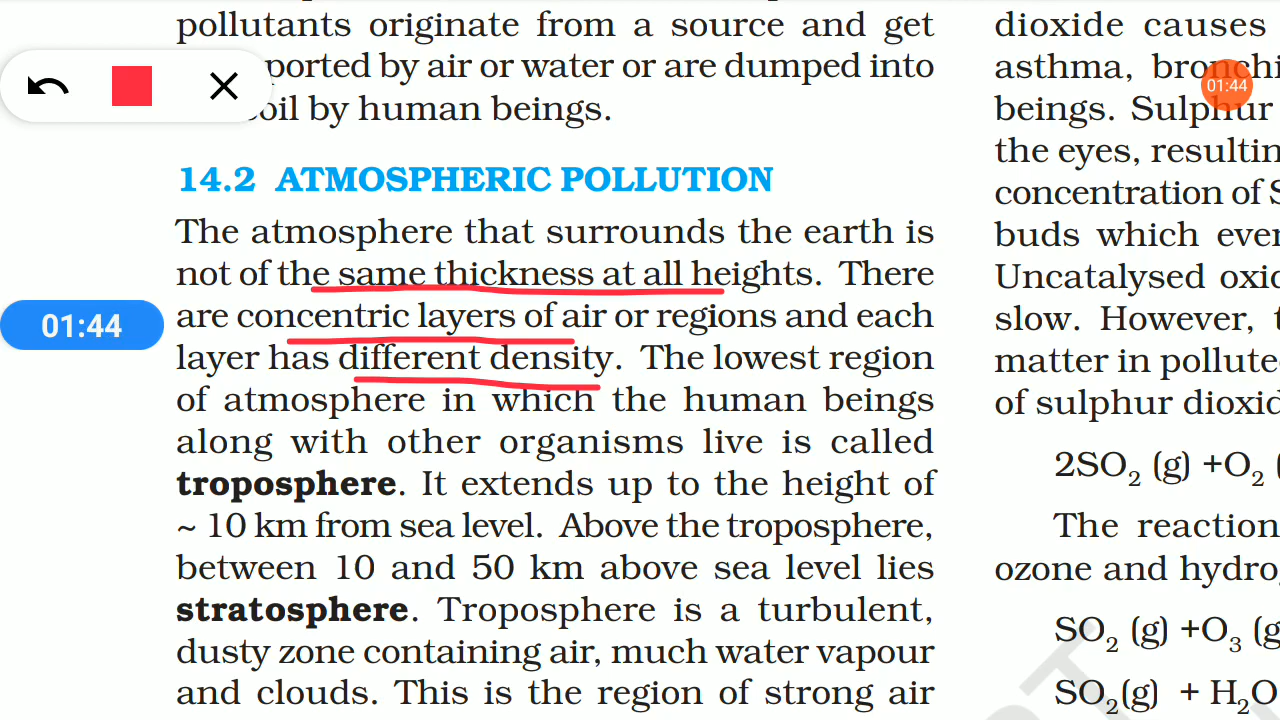 pollutants originate from a source and get
ported by air or water or are dumped into
oil by human beings.
14.2 ATMOSPHERIC POLLUTION
The atmosphere that surrounds the earth is
not of the same thickness at all heights. There
are concentric layers of air or regions and each
layer has different density. The lowest region
of atmosphere in which the human beings
along with other organisms live is called
troposphere. It extends up to the height of
~ 10 km from sea level. Above the troposphere,
between 10 and 50 km above sea level lies
stratosphere. Troposphere is a turbulent,
dusty zone containing air, much water vapour
and clouds. This is the region of strong air
01:44
dioxide causes
asthma, bronchi
01:44
beings. Sulphur
the eyes, resultin
concentration of S
buds which even
Uncatalysed oxid
slow. However, t
matter in pollute
of sulphur dioxid
2SO₂ (g) +O₂ (
The reaction
ozone and hydrog
SO₂ (g) +O₃ (g
SO₂(g) + H₂O